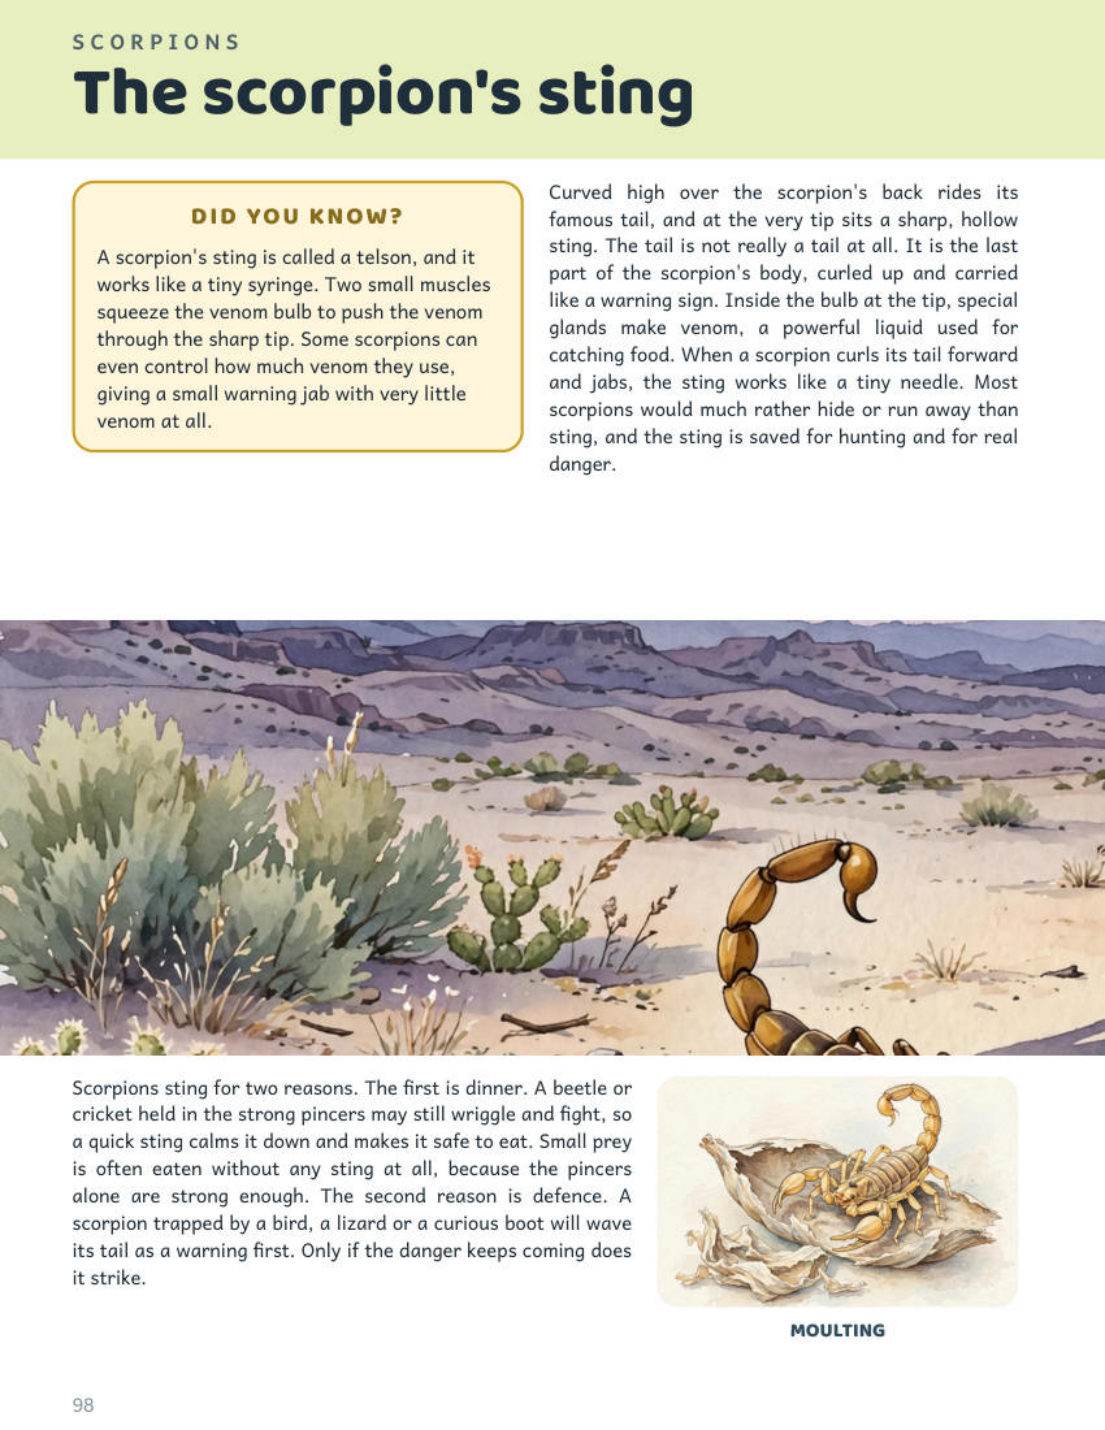 SCORPIONS
The scorpion's sting
DID YOU KNOW?
A scorpion's sting is called a telson, and it
works like a tiny syringe. Two small muscles
squeeze the venom bulb to push the venom
through the sharp tip. Some scorpions can
even control how much venom they use,
giving a small warning jab with very little
venom at all.
Curved high over the scorpion's back rides its
famous tail, and at the very tip sits a sharp, hollow
sting. The tail is not really a tail at all. It is the last
part of the scorpion's body, curled up and carried
like a warning sign. Inside the bulb at the tip, special
glands make venom, a powerful liquid used for
catching food. When a scorpion curls its tail forward
and jabs, the sting works like a tiny needle. Most
scorpions would much rather hide or run away than
sting, and the sting is saved for hunting and for real
danger.
Scorpions sting for two reasons. The first is dinner. A beetle or
cricket held in the strong pincers may still wriggle and fight, so
a quick sting calms it down and makes it safe to eat. Small prey
is often eaten without any sting at all, because the pincers
alone are strong enough. The second reason is defence. A
scorpion trapped by a bird, a lizard or a curious boot will wave
its tail as a warning first. Only if the danger keeps coming does
it strike.
MOULTING
98